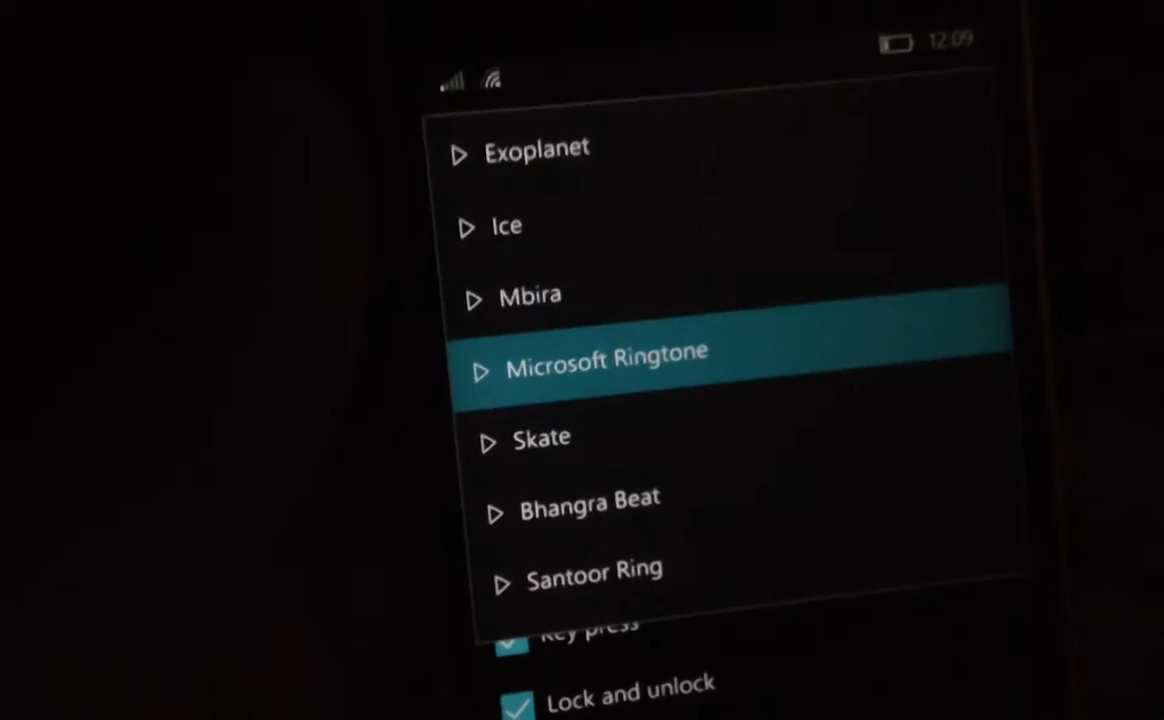 12:09
Exoplanet
Ice
Mbira
Microsoft Ringtone
Skate
Bhangra Beat
Santoor Ring
Key press
Lock and unlock